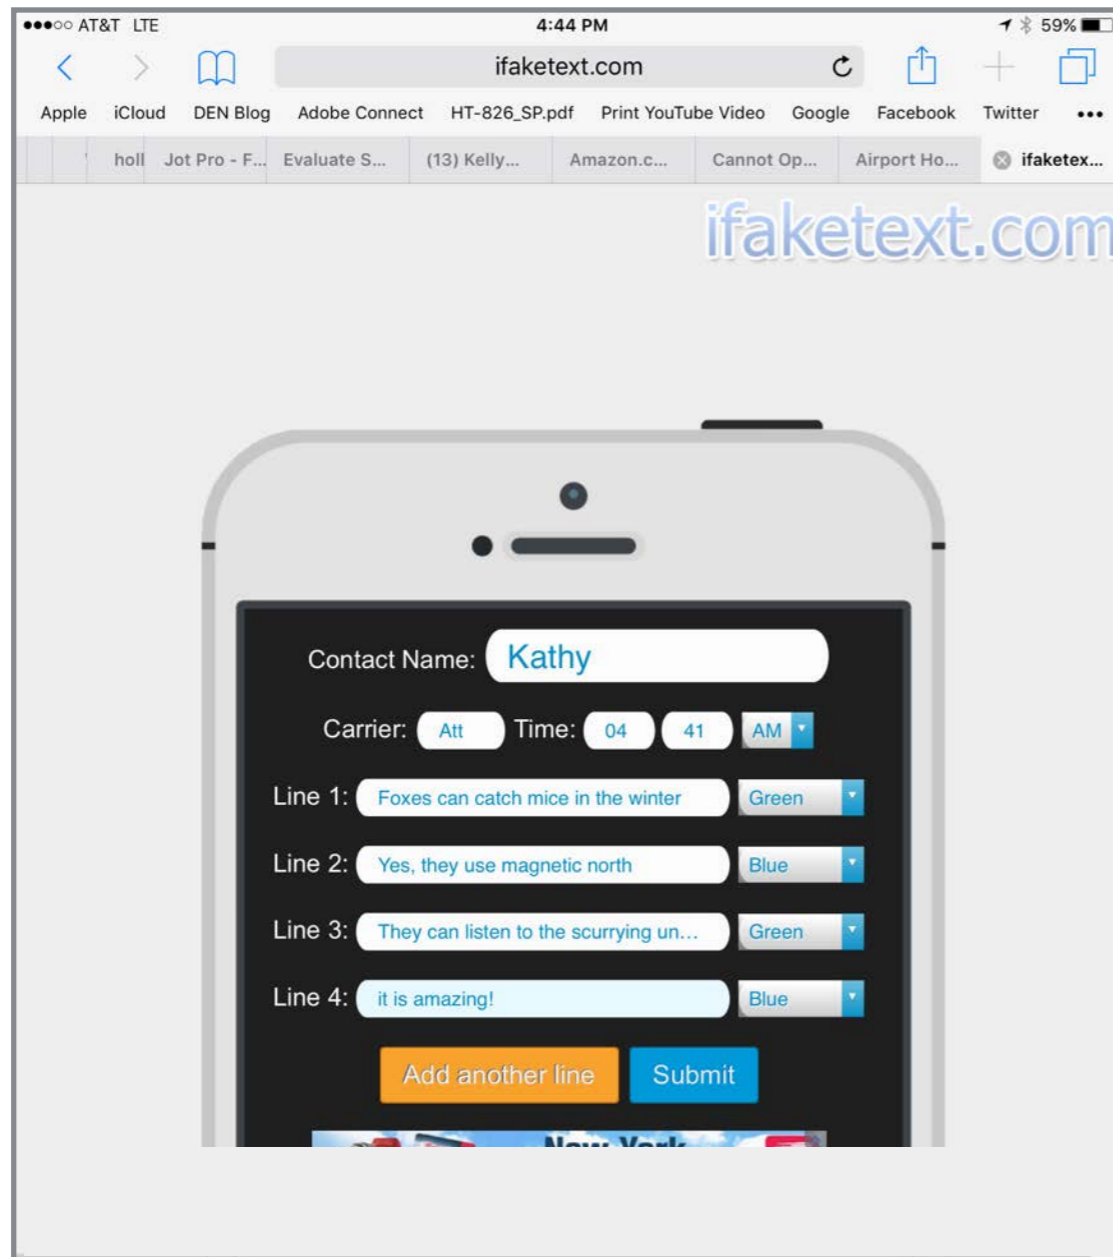 AT&T LTE 4:44 PM 59%
ifaketext.com
Apple iCloud DEN Blog Adobe Connect HT-826_SP.pdf Print YouTube Video Google Facebook Twitter •••
holl Jot Pro - F... Evaluate S... (13) Kelly... Amazon.c... Cannot Op... Airport Ho... ifaketex...
ifaketext.com
Contact Name: Kathy
Carrier: Att Time: 04 41 AM
Line 1: Foxes can catch mice in the winter Green
Line 2: Yes, they use magnetic north Blue
Line 3: They can listen to the scurrying un... Green
Line 4: it is amazing! Blue
Add another line Submit
New York